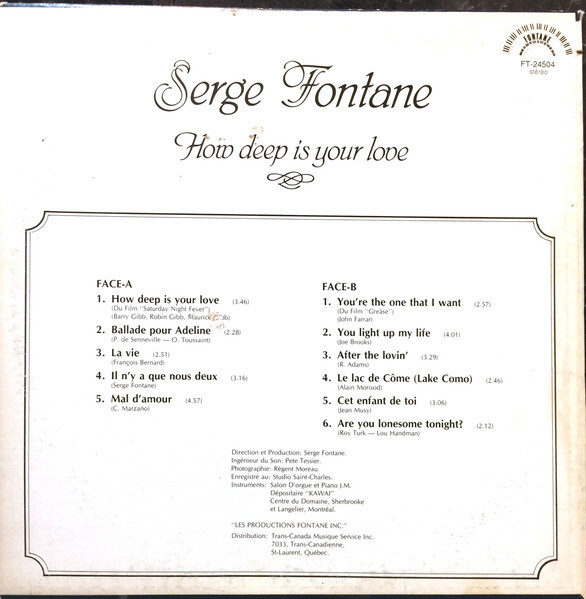 FONTANE
FT-24504
stéréo
Serge Fontane
How deep is your love
FACE-A
1. How deep is your love (3.46)
(Du Film "Saturday Night Fever")
(Barry Gibb, Robin Gibb, Maurice Gibb)
2. Ballade pour Adeline (2.28)
(P. de Senneville — O. Toussaint)
3. La vie (2.51)
(François Bernard)
4. Il n'y a que nous deux (3.16)
(Serge Fontane)
5. Mal d'amour (4.57)
(C. Marzano)
FACE-B
1. You're the one that I want (2.57)
(Du Film "Grease)
(John Farrar)
2. You light up my life (4.01)
(Joe Brooks)
3. After the lovin' (3.29)
(R. Adams)
4. Le lac de Côme (Lake Como) (2.46)
(Alain Morisod)
5. Cet enfant de toi (3.06)
(Jean Musy)
6. Are you lonesome tonight? (2.12)
(Roy Turk — Lou Handman)
Direction et Production: Serge Fontane.
Ingénieur du Son: Pete Tessier.
Photographie: Régent Moreau.
Enregistré au: Studio Saint-Charles.
Instruments: Salon D'orgue et Piano J.M.
Dépositaire "KAWAI"
Centre du Domaine, Sherbrooke
et Langelier, Montréal.
"LES PRODUCTIONS FONTANE INC."
Distribution: Trans-Canada Musique Service Inc.
7033, Trans-Canadienne,
St-Laurent, Québec.